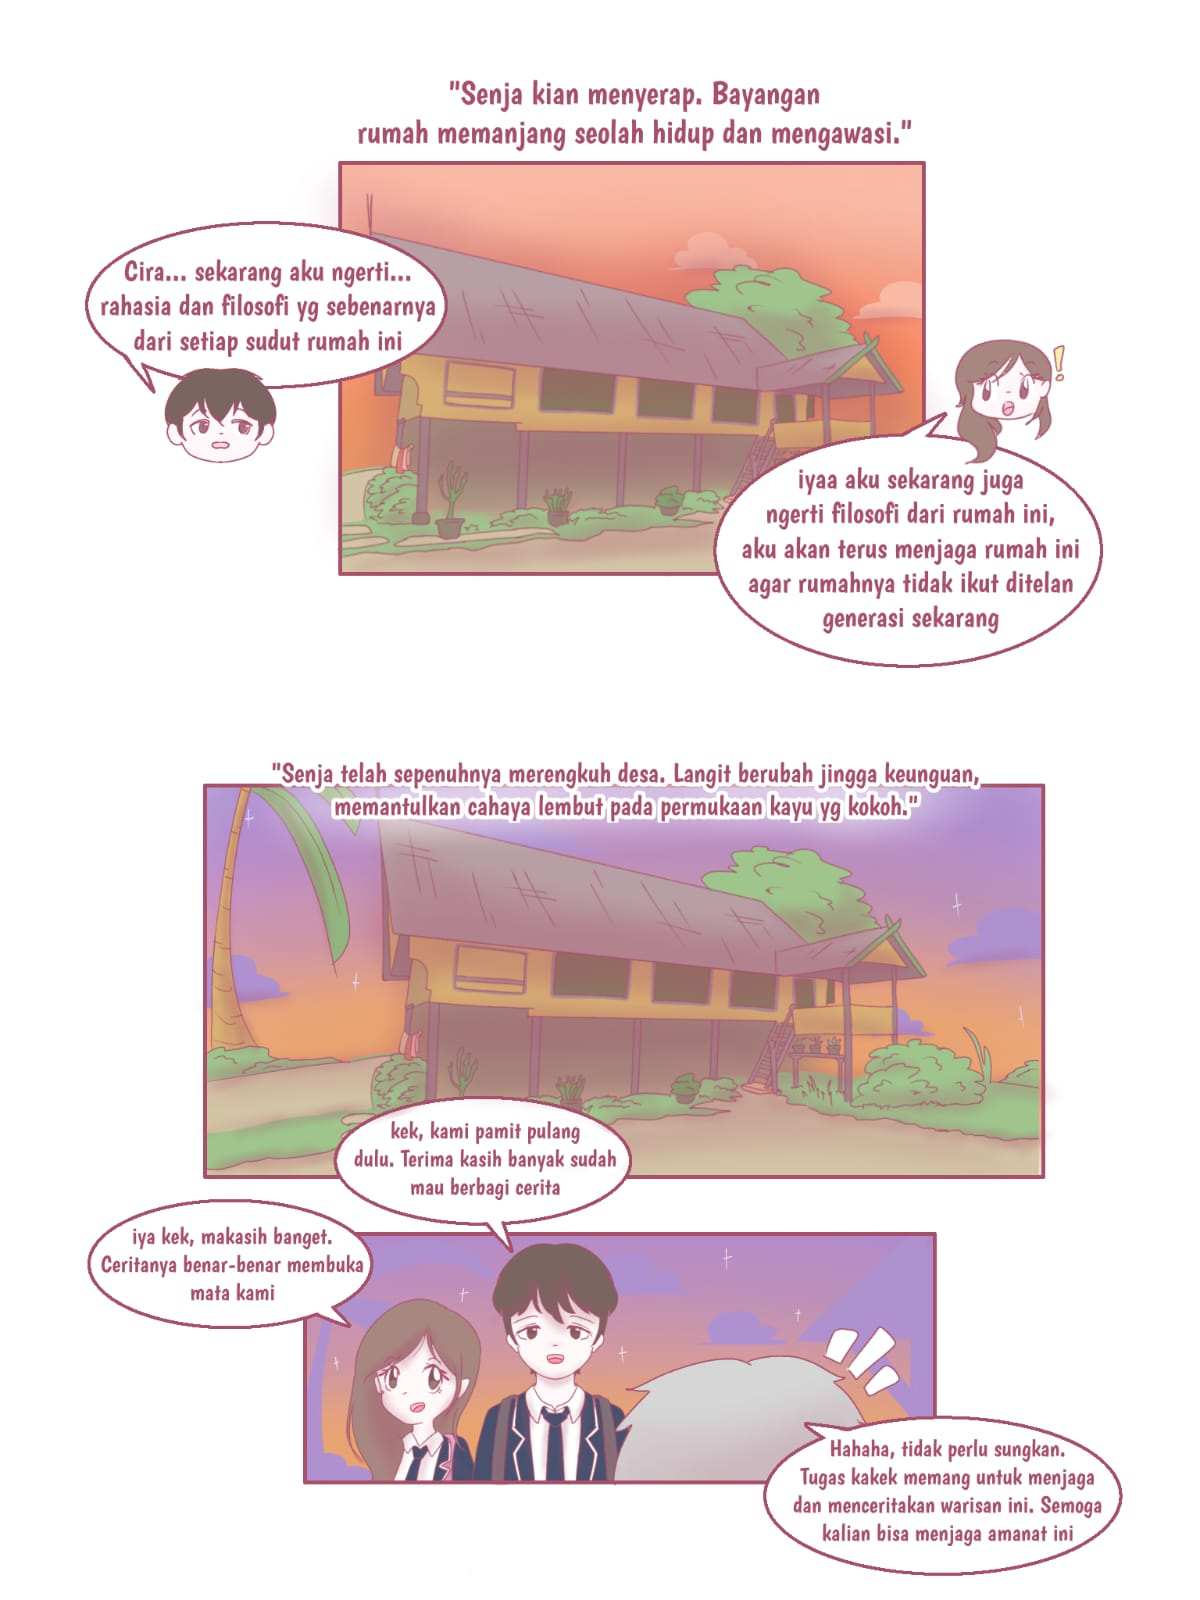 "Senja kian menyerap. Bayangan
rumah memanjang seolah hidup dan mengawasi."
Cira... sekarang aku ngerti...
rahasia dan filosofi yg sebenarnya
dari setiap sudut rumah ini
!
iyaa aku sekarang juga
ngerti filosofi dari rumah ini,
aku akan terus menjaga rumah ini
agar rumahnya tidak ikut ditelan
generasi sekarang
"Senja telah sepenuhnya merengkuh desa. Langit berubah jingga keunguan,
memantulkan cahaya lembut pada permukaan kayu yg kokoh."
kek, kami pamit pulang
dulu. Terima kasih banyak sudah
mau berbagi cerita
iya kek, makasih banget.
Ceritanya benar-benar membuka
mata kami
Hahaha, tidak perlu sungkan.
Tugas kakek memang untuk menjaga
dan menceritakan warisan ini. Semoga
kalian bisa menjaga amanat ini